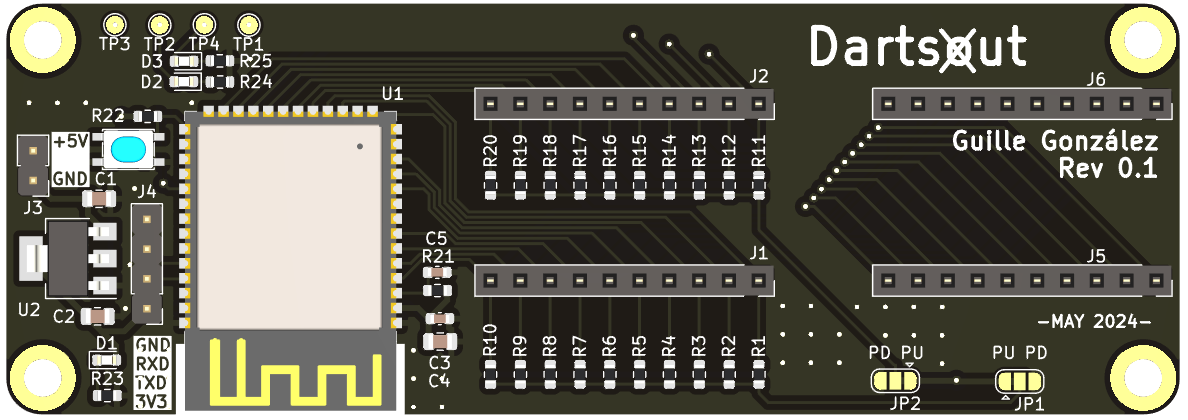 TP3 TP2 TP4 TP1
Dartsout
D3 R25
D2 R24
J2
J6
U1
R22
+5V
GND
C1
J3
J4
R20 R19 R18 R17 R16 R15 R14 R13 R12 R11
Guille González
Rev 0.1
C5
R21
J1
J5
U2
C2
-MAY 2024-
D1
R23
GND
RXD
TXD
3V3
C3
C4
R10 R9 R8 R7 R6 R5 R4 R3 R2 R1
PD PU
JP2
PU PD
JP1